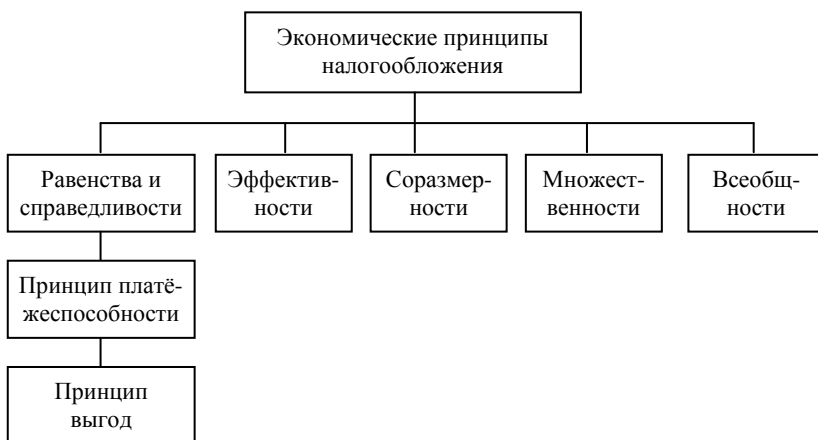 Экономические принципы
налогообложения
Равенства и
справедливости
Эффектив-
ности
Соразмер-
ности
Множест-
венности
Всеобщ-
ности
Принцип платё-
жеспособности
Принцип
выгод